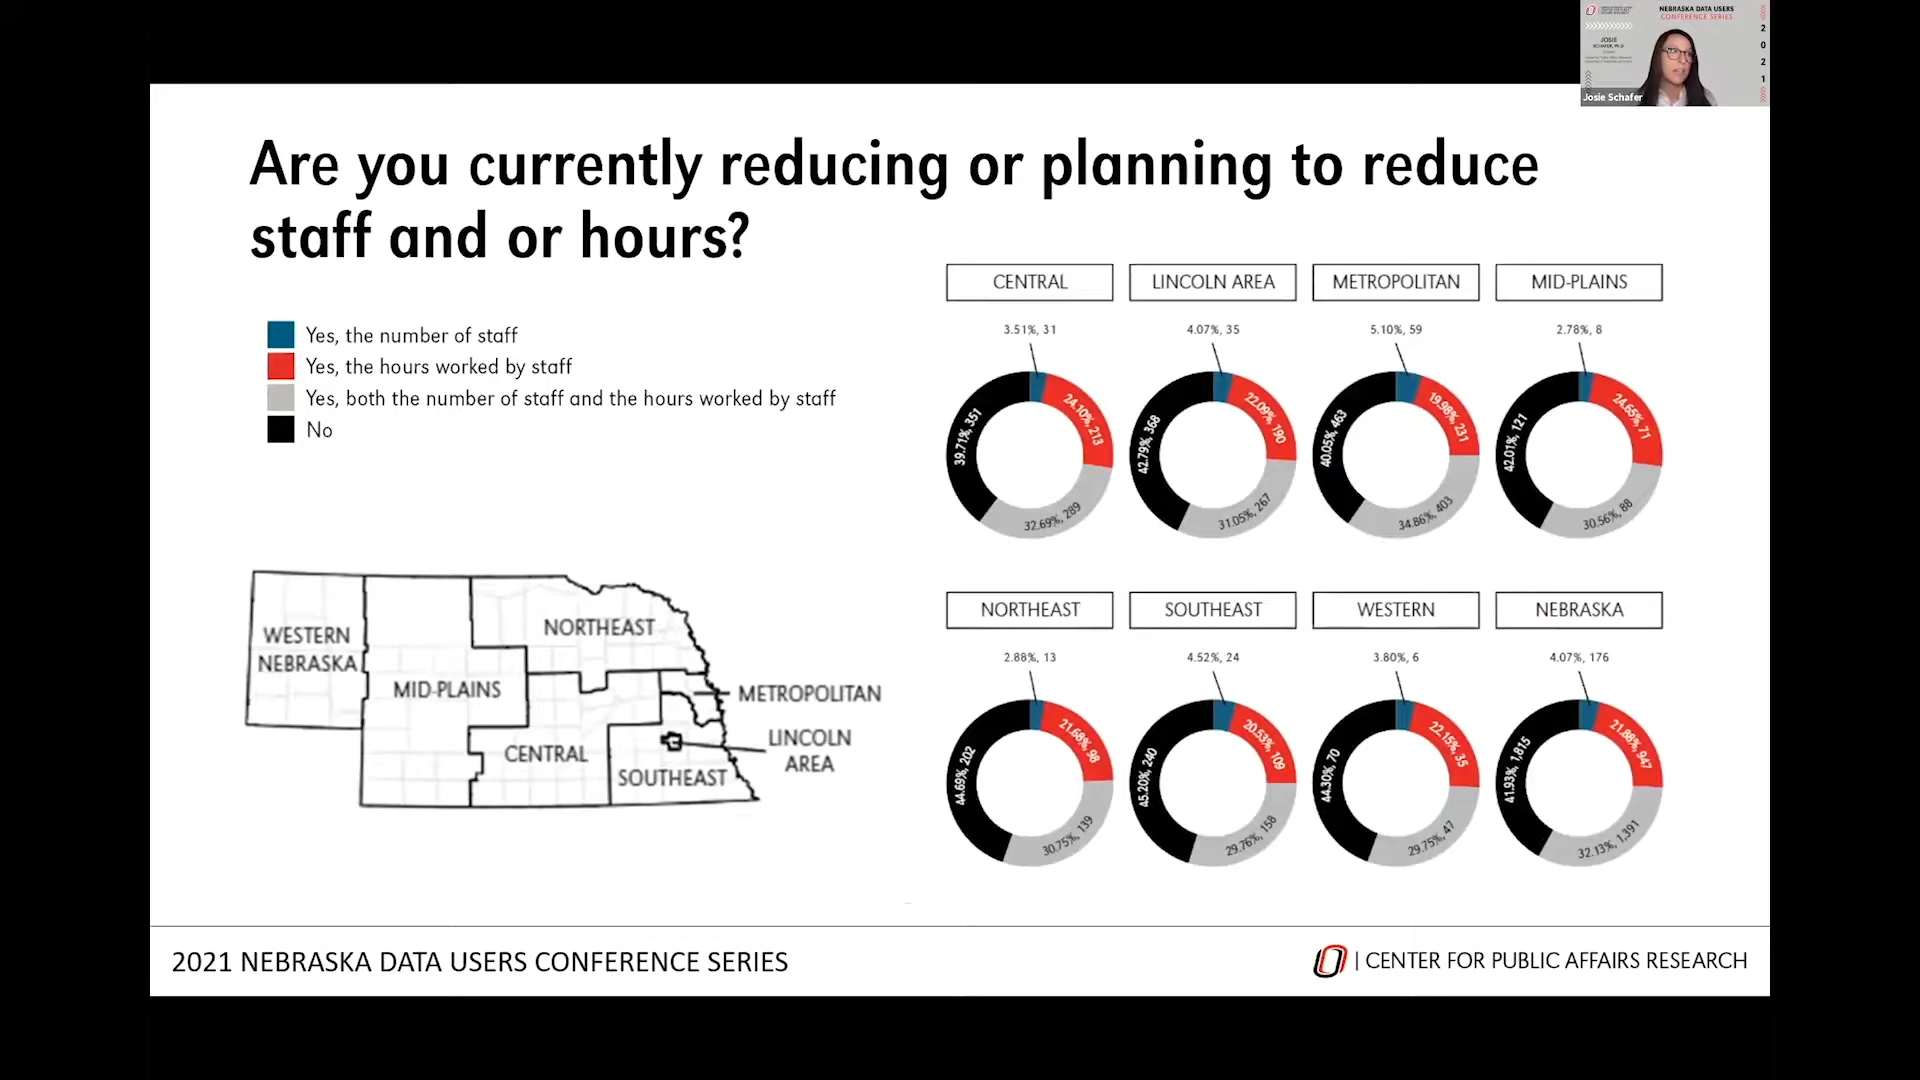 NEBRASKA DATA USERS
CONFERENCE SERIES
2
0
2
1
JOSIE
SCHAFER, PH.D.
Josie Schafer
Are you currently reducing or planning to reduce
staff and or hours?
Yes, the number of staff
Yes, the hours worked by staff
Yes, both the number of staff and the hours worked by staff
No
CENTRAL
3.51%, 31
24.10%, 213
32.69%, 289
39.71%, 351
LINCOLN AREA
4.07%, 35
22.09%, 190
31.05%, 267
42.79%, 368
METROPOLITAN
5.10%, 59
19.98%, 231
34.86%, 403
40.05%, 463
MID-PLAINS
2.78%, 8
24.65%, 71
30.56%, 88
42.01%, 121
NORTHEAST
2.88%, 13
21.68%, 98
30.75%, 139
44.69%, 202
SOUTHEAST
4.52%, 24
20.53%, 109
29.76%, 158
45.20%, 240
WESTERN
3.80%, 6
22.15%, 35
29.75%, 47
44.30%, 70
NEBRASKA
4.07%, 176
21.88%, 947
32.13%, 1,391
41.93%, 1,815
WESTERN
NEBRASKA
MID-PLAINS
NORTHEAST
CENTRAL
SOUTHEAST
METROPOLITAN
LINCOLN
AREA
2021 NEBRASKA DATA USERS CONFERENCE SERIES
O | CENTER FOR PUBLIC AFFAIRS RESEARCH